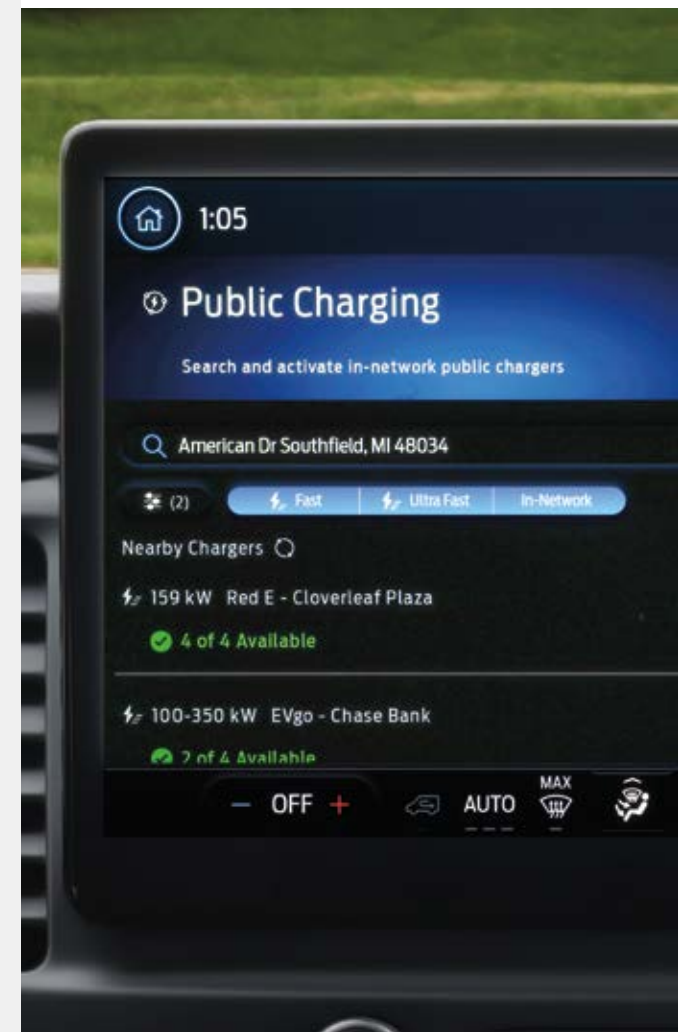 1:05
Public Charging
Search and activate in-network public chargers
American Dr Southfield, MI 48034
(2) Fast Ultra Fast In-Network
Nearby Chargers
159 kW Red E - Cloverleaf Plaza
4 of 4 Available
100-350 kW EVgo - Chase Bank
2 of 4 Available
MAX
− OFF + AUTO